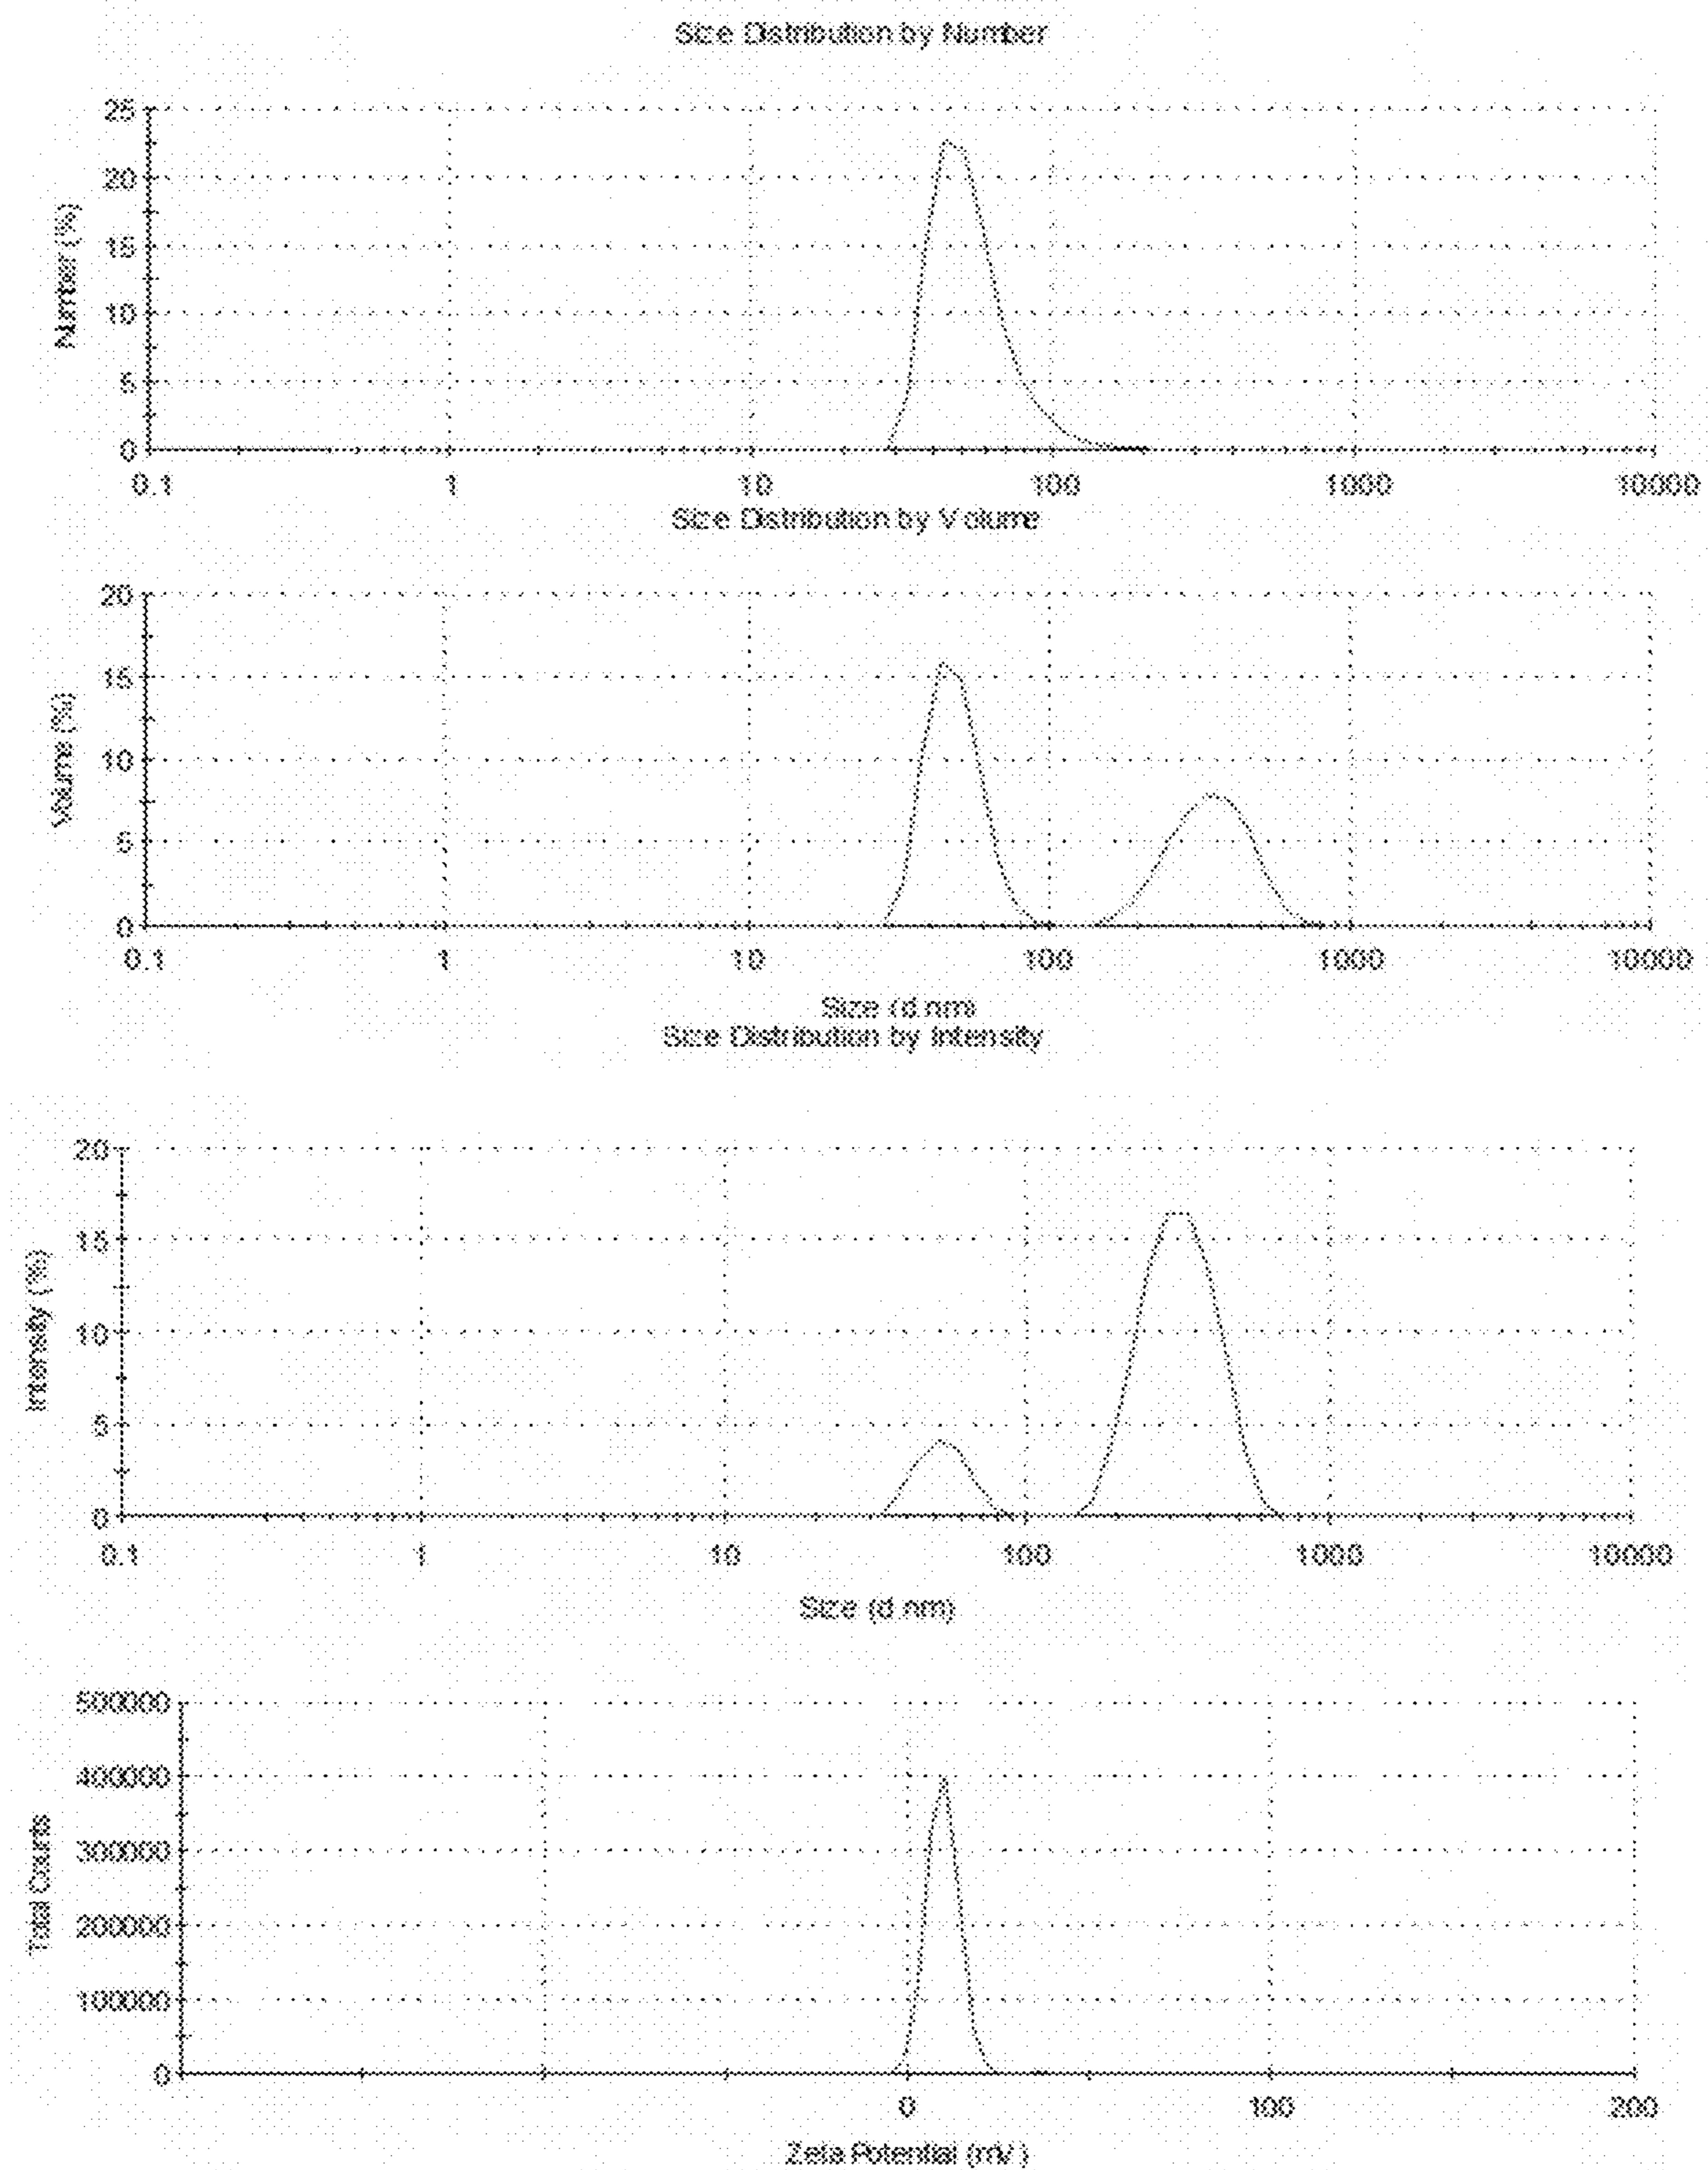 Size Distribution by Number
25
20
15
10
5
0
Number (%)
0.1 1 10 100 1000 10000
Size Distribution by Volume
20
15
10
5
0
Volume (%)
0.1 1 10 100 1000 10000
Size (d.nm)
Size Distribution by Intensity
20
15
10
5
0
Intensity (%)
0.1 1 10 100 1000 10000
Size (d.nm)
500000
400000
300000
200000
100000
0
Total Counts
0 100 200
Zeta Potential (mV)